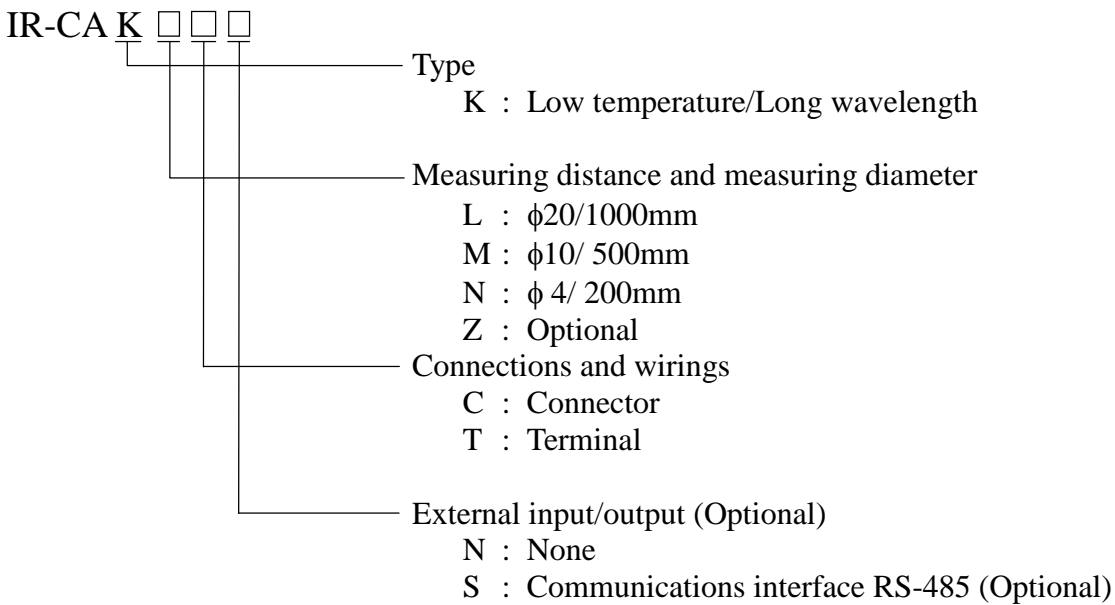 IR-CA K □ □ □
Type
K : Low temperature/Long wavelength
Measuring distance and measuring diameter
L : ϕ20/1000mm
M : ϕ10/ 500mm
N : ϕ 4/ 200mm
Z : Optional
Connections and wirings
C : Connector
T : Terminal
External input/output (Optional)
N : None
S : Communications interface RS-485 (Optional)